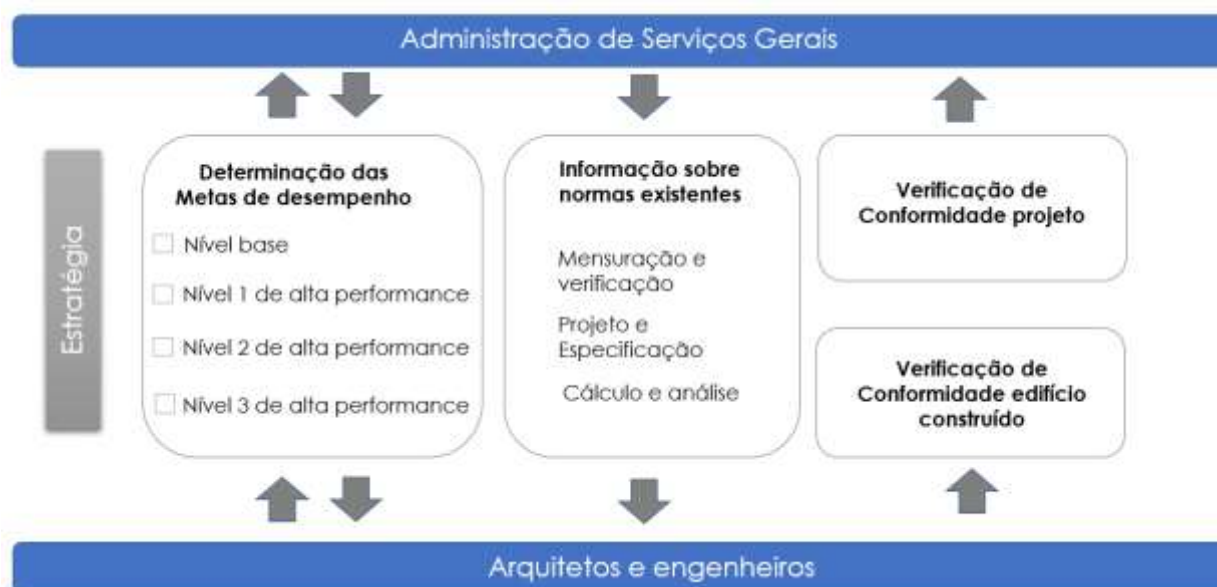 Administração de Serviços Gerais
Estratégia
Determinação das
Metas de desempenho
Nível base
Nível 1 de alta performance
Nível 2 de alta performance
Nível 3 de alta performance
Informação sobre
normas existentes
Mensuração e
verificação
Projeto e
Especificação
Cálculo e análise
Verificação de
Conformidade projeto
Verificação de
Conformidade edifício
construído
Arquitetos e engenheiros